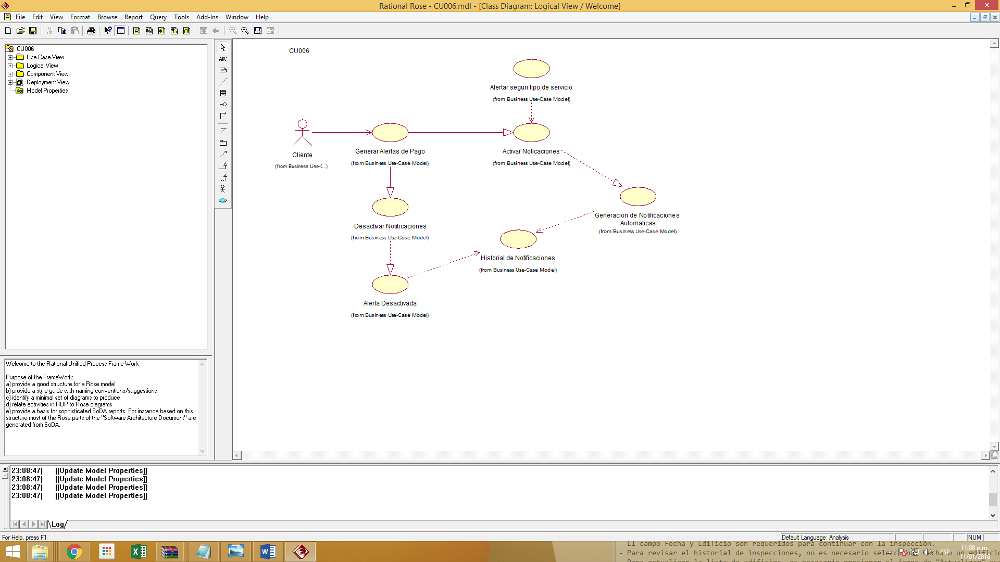 Rational Rose - CU006.mdl - [Class Diagram: Logical View / Welcome]
File Edit View Format Browse Report Query Tools Add-Ins Window Help
CU006
Use Case View
Logical View
Component View
Deployment View
Model Properties
ABC
CU006
Alertar segun tipo de servicio
(from Business Use-Case Model)
Cliente
(from Business Use-(...)
Generar Alertas de Pago
(from Business Use-Case Model)
Activar Noticaciones
(from Business Use-Case Model)
Desactivar Notificaciones
(from Business Use-Case Model)
Generacion de Notificaciones
Automaticas
(from Business Use-Case Model)
Historial de Notificaciones
(from Business Use-Case Model)
Alerta Desactivada
(from Business Use-Case Model)
Welcome to the Rational Unified Process Frame Work
Purpose of the FrameWork:
a) provide a good structure for a Rose model
b) provide a style guide with naming conventions/suggestions
c) identify a minimal set of diagrams to produce
d) relate activities in RUP to Rose diagrams
e) provide a basis for sophisticated SoDA reports. For instance based on this
structure most of the Rose parts of the "Software Architecture Document" are
generated from SoDA.
23:08:47| [[Update Model Properties]]
23:08:47| [[Update Model Properties]]
23:08:47| [[Update Model Properties]]
23:08:47| [[Update Model Properties]]
Log
For Help, press F1
Default Language: Analysis
NUM
- El campo Fecha y Edificio son requeridos para continuar con la inspección.
- Para revisar el historial de inspecciones, no es necesario o un
ESP
11:08 p.m.
11/01/2016